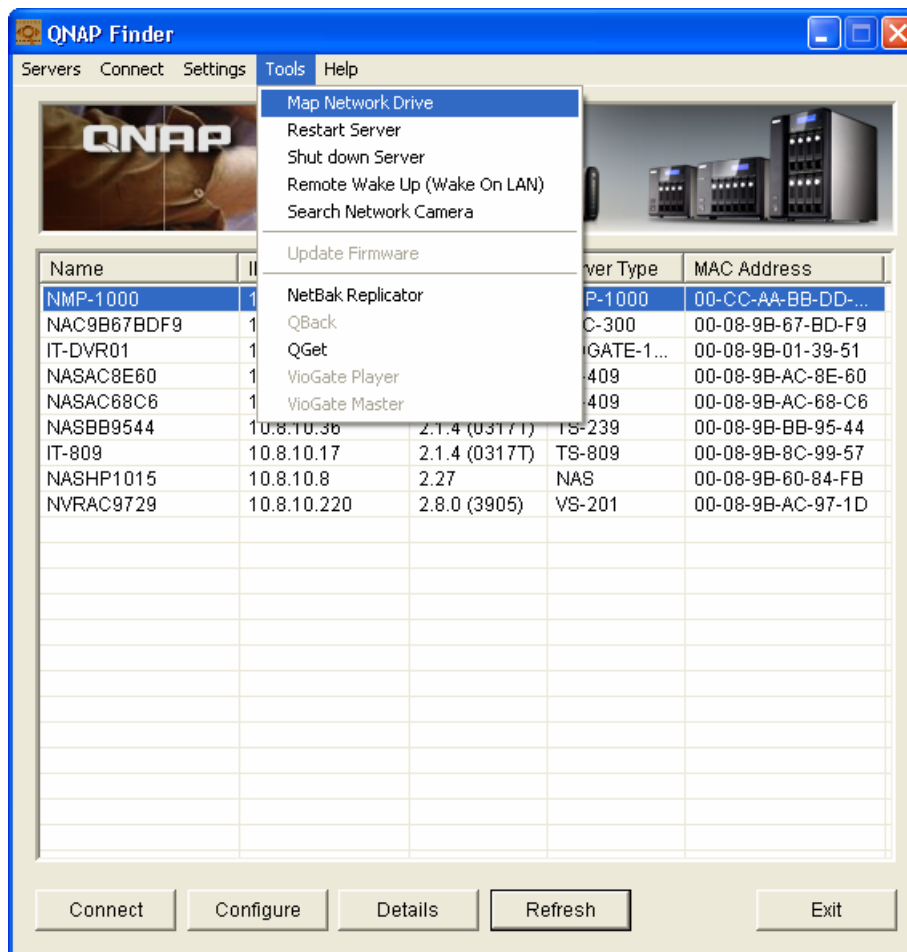 QNAP Finder
Servers Connect Settings Tools Help
QNAP
Map Network Drive
Restart Server
Shut down Server
Remote Wake Up (Wake On LAN)
Search Network Camera
Update Firmware
NetBak Replicator
QBack
QGet
VioGate Player
VioGate Master
Name ver Type MAC Address
NMP-1000 1 P-1000 00-CC-AA-BB-DD-...
NAC9B67BDF9 1 C-300 00-08-9B-67-BD-F9
IT-DVR01 1 GATE-1... 00-08-9B-01-39-51
NASAC8E60 1 -409 00-08-9B-AC-8E-60
NASAC68C6 1 -409 00-08-9B-AC-68-C6
NASBB9544 10.8.10.36 2.1.4 (0317T) TS-239 00-08-9B-BB-95-44
IT-809 10.8.10.17 2.1.4 (0317T) TS-809 00-08-9B-8C-99-57
NASHP1015 10.8.10.8 2.27 NAS 00-08-9B-60-84-FB
NVRAC9729 10.8.10.220 2.8.0 (3905) VS-201 00-08-9B-AC-97-1D
Connect Configure Details Refresh Exit